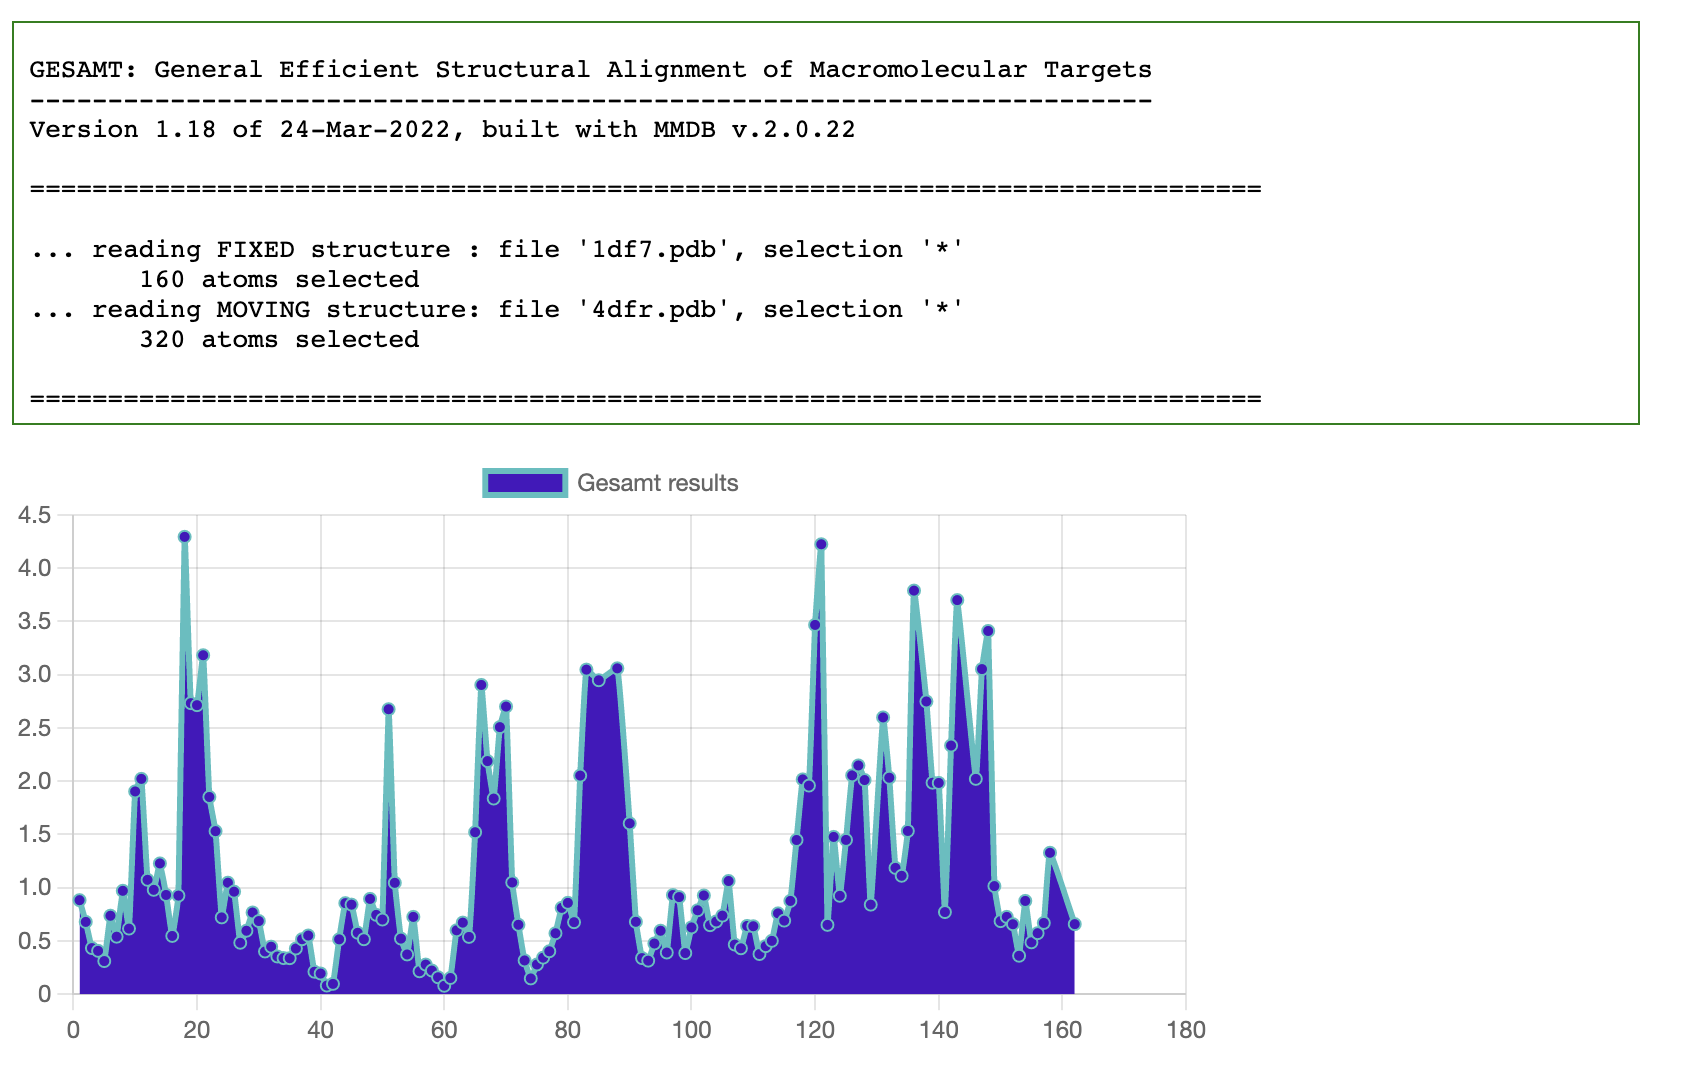 GESAMT: General Efficient Structural Alignment of Macromolecular Targets
------------------------------------------------------------------------
Version 1.18 of 24-Mar-2022, built with MMDB v.2.0.22
===============================================================================
... reading FIXED structure : file '1df7.pdb', selection '*'
160 atoms selected
... reading MOVING structure: file '4dfr.pdb', selection '*'
320 atoms selected
===============================================================================
Gesamt results
4.5
4.0
3.5
3.0
2.5
2.0
1.5
1.0
0.5
0
0 20 40 60 80 100 120 140 160 180